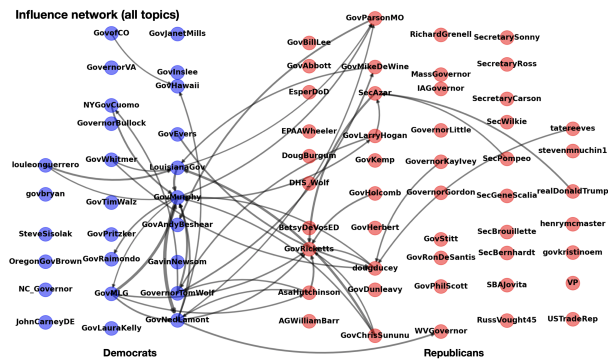 Influence network (all topics)
GovParsonMO
GovofCO
GovJanetMills
GovBillLee
RichardGrenell
SecretarySonny
GovernorVA
GovInslee
GovHawaii
GovAbbott
GovMikeDeWine
MassGovernor
SecretaryRoss
IAGovernor
NYGovCuomo
EsperDoD
SecAzar
SecretaryCarson
GovernorBullock
GovEvers
EPAAWheeler
GovLarryHogan
GovernorLittle
SecWilkie
tatereeves
louleonguerrero
GovWhitmer
LouisianaGov
DougBurgum
GovKemp
GovernorKayIvey
SecPompeo
stevenmnuchin1
govbryan
GovTimWalz
GovMurphy
DHS_Wolf
GovHolcomb
GovernorGordon
SecGeneScalia
realDonaldTrump
SteveSisolak
GovPritzker
GovAndyBeshear
BetsyDeVosED
GovHerbert
GovStitt
SecBrouillette
henrymcmaster
OregonGovBrown
GovRaimondo
GavinNewsom
GovRicketts
dougducey
GovRonDeSantis
SecBernhardt
govkristinoem
NC_Governor
GovMLG
GovernorTomWolf
AsaHutchinson
GovDunleavy
GovPhilScott
SBAJovita
VP
JohnCarneyDE
GovLauraKelly
GovNedLamont
AGWilliamBarr
GovChrisSununu
WVGovernor
RussVought45
USTradeRep
Democrats
Republicans